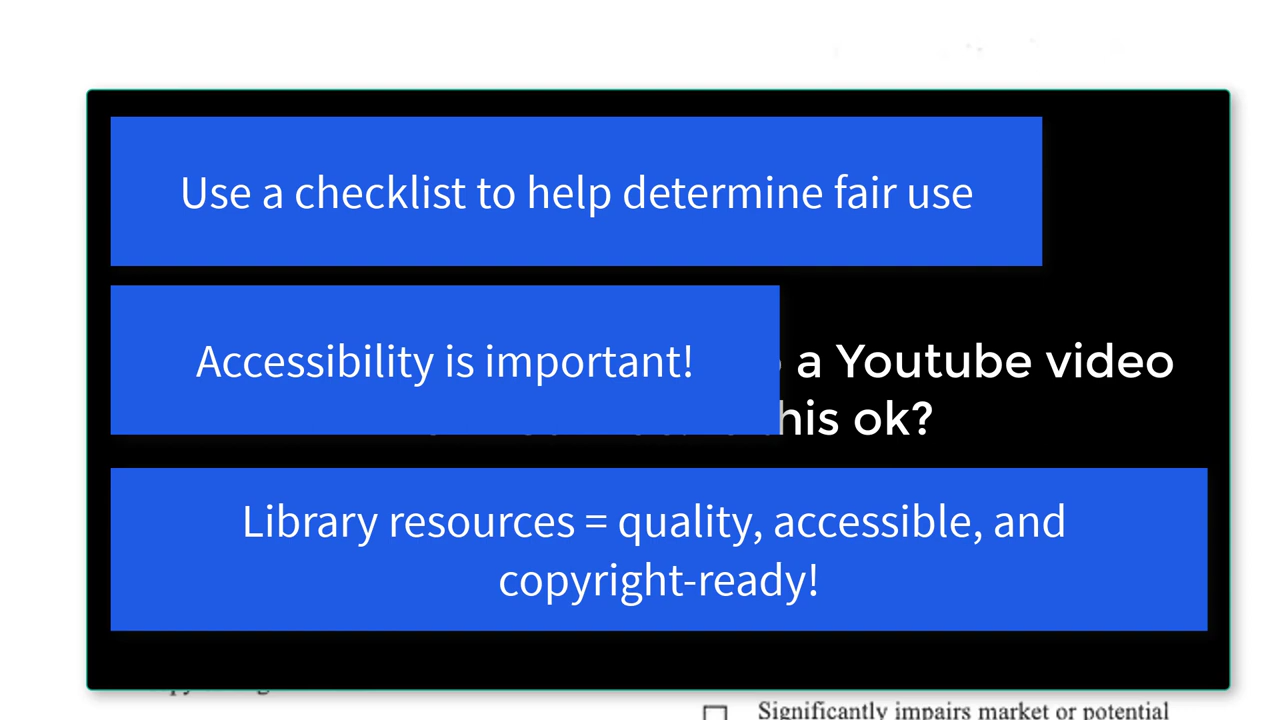 Use a checklist to help determine fair use
Accessibility is important!
a Youtube video
this ok?
Library resources = quality, accessible, and
copyright-ready!
Significantly impairs market or potential